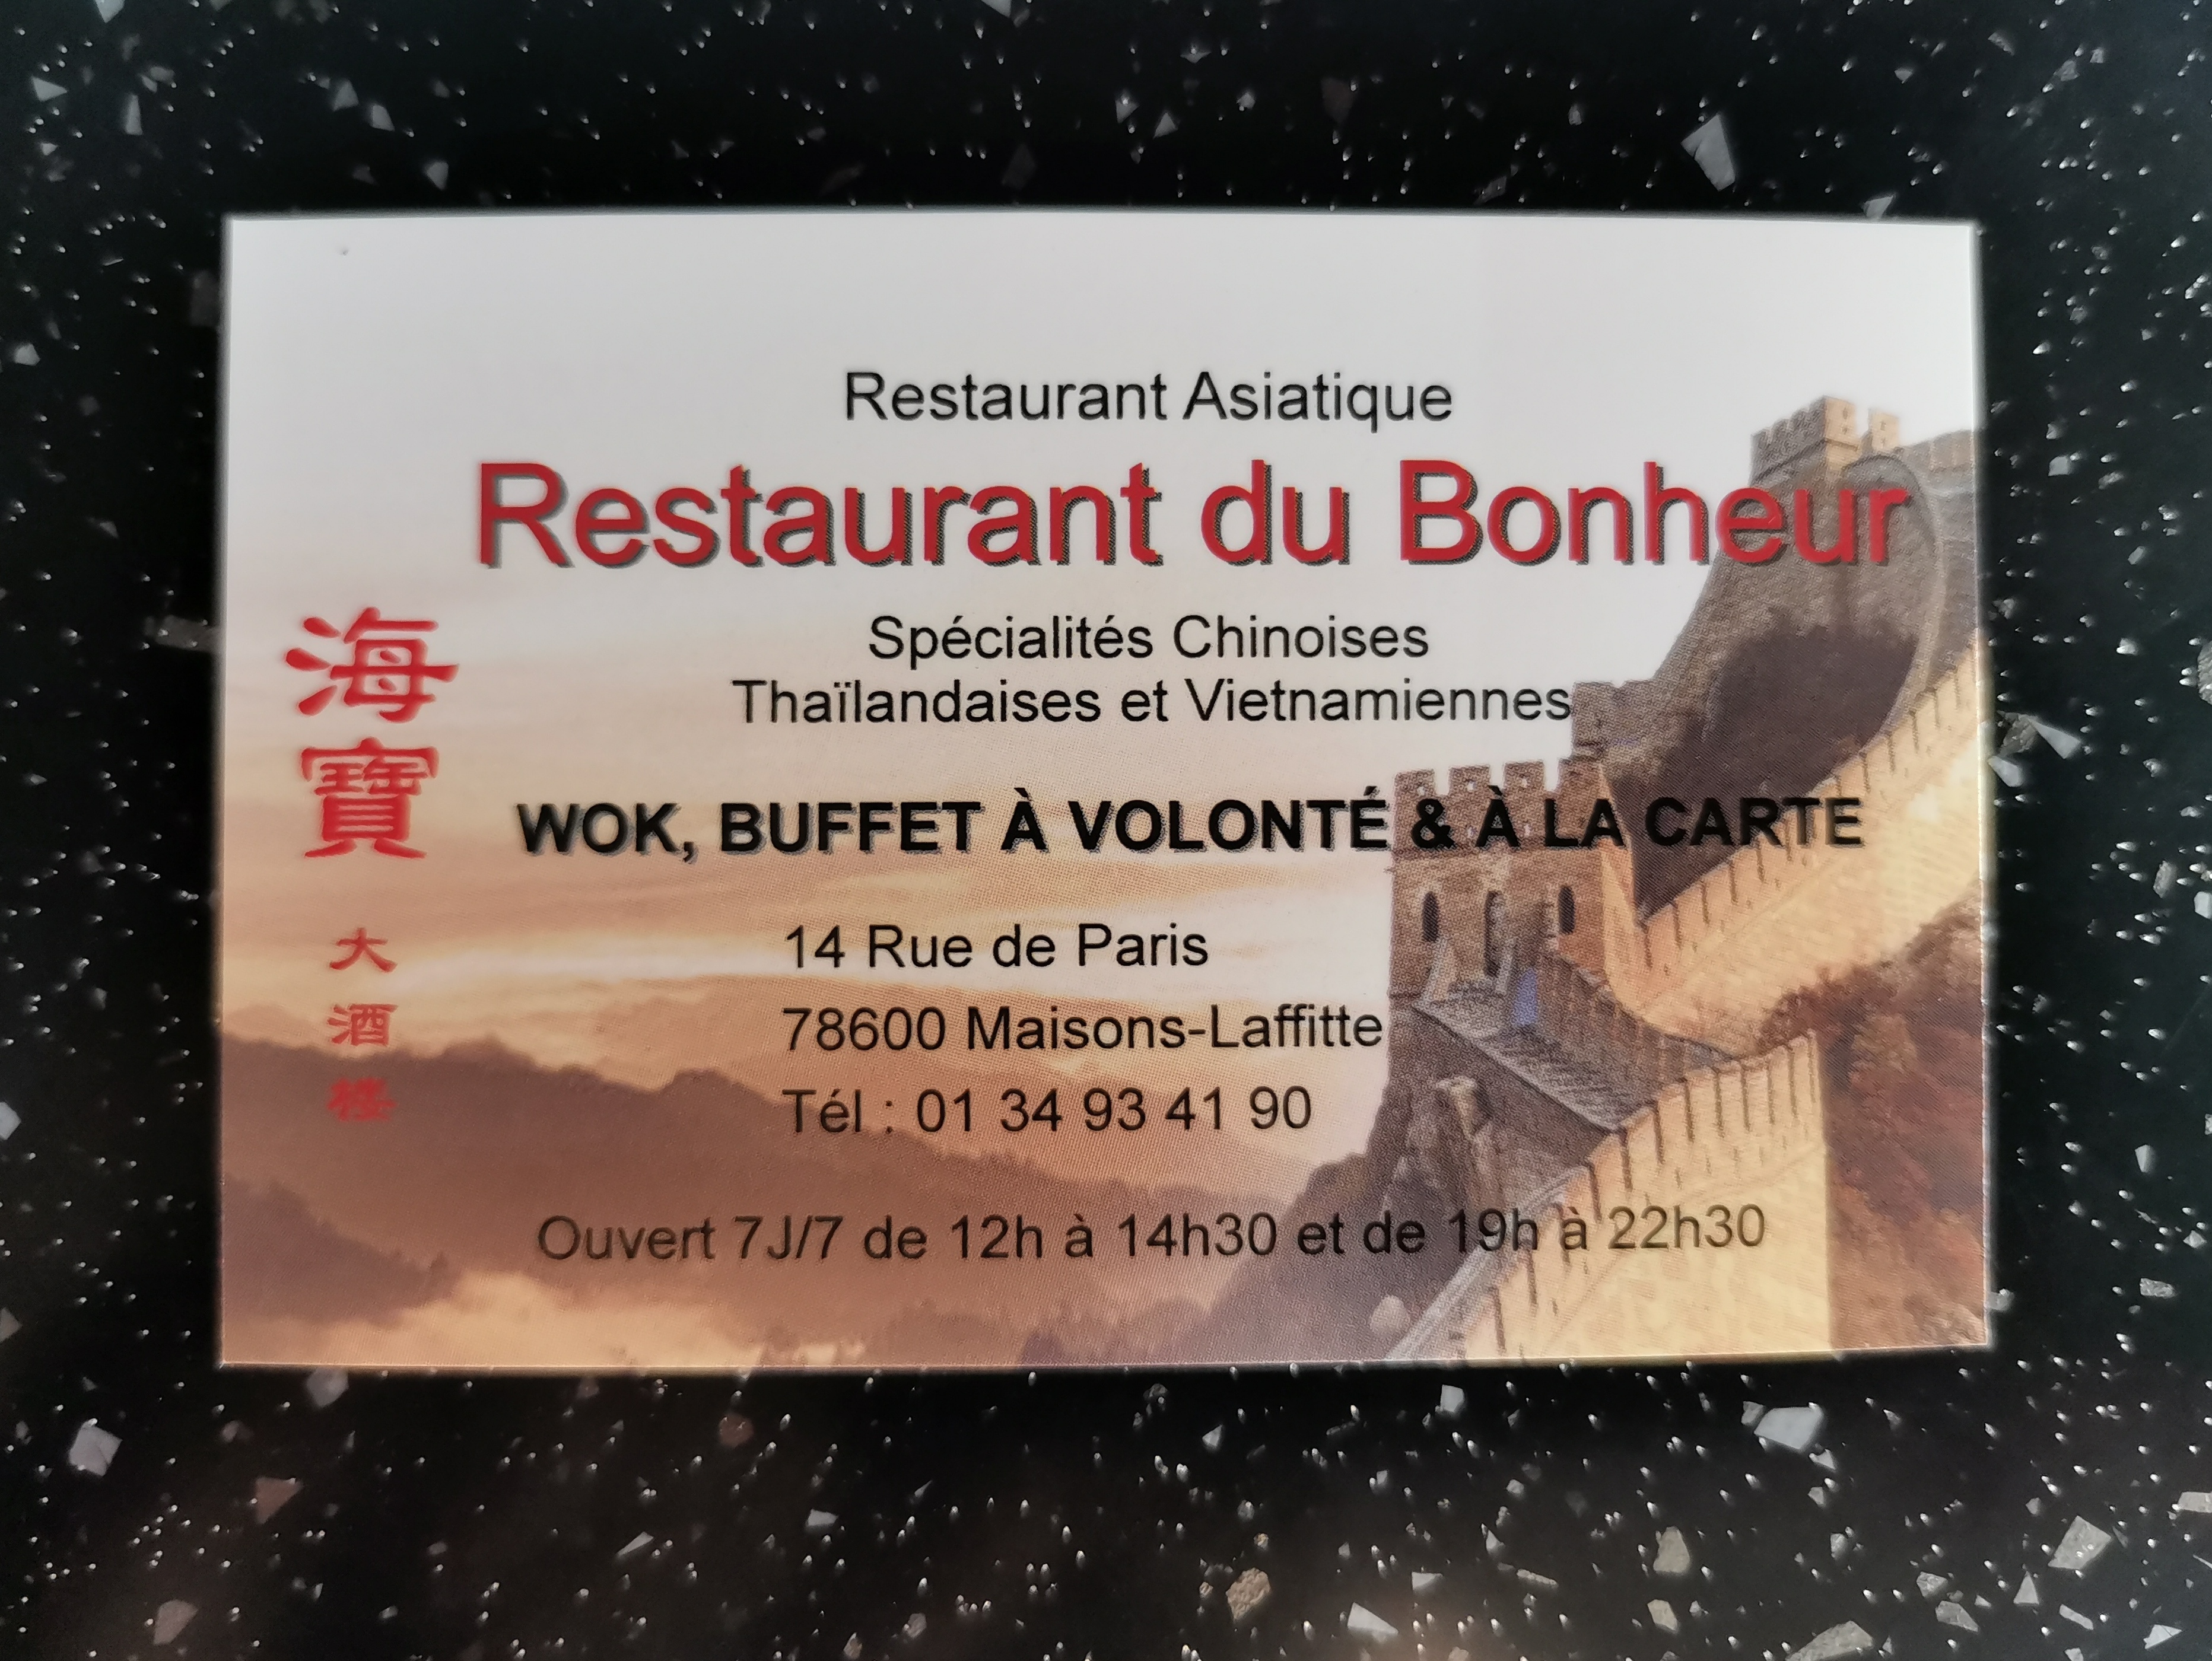 Restaurant Asiatique
Restaurant du Bonheur
Spécialités Chinoises
Thaïlandaises et Vietnamiennes
WOK, BUFFET À VOLONTÉ & À LA CARTE
14 Rue de Paris
78600 Maisons-Laffitte
Tél : 01 34 93 41 90
Ouvert 7J/7 de 12h à 14h30 et de 19h à 22h30
海寶
大酒樓